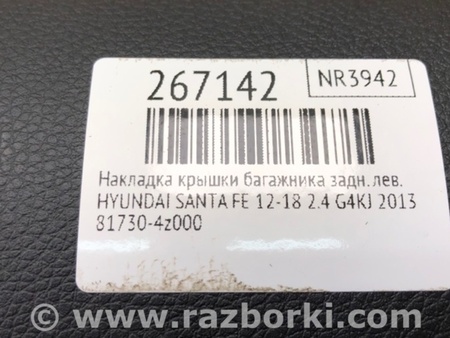 267142
NR3942
Накладка крышки багажника задн.лев.
HYUNDAI SANTA FE 12-18 2.4 G4KJ 2013
81730-4z000
© www.razborki.com